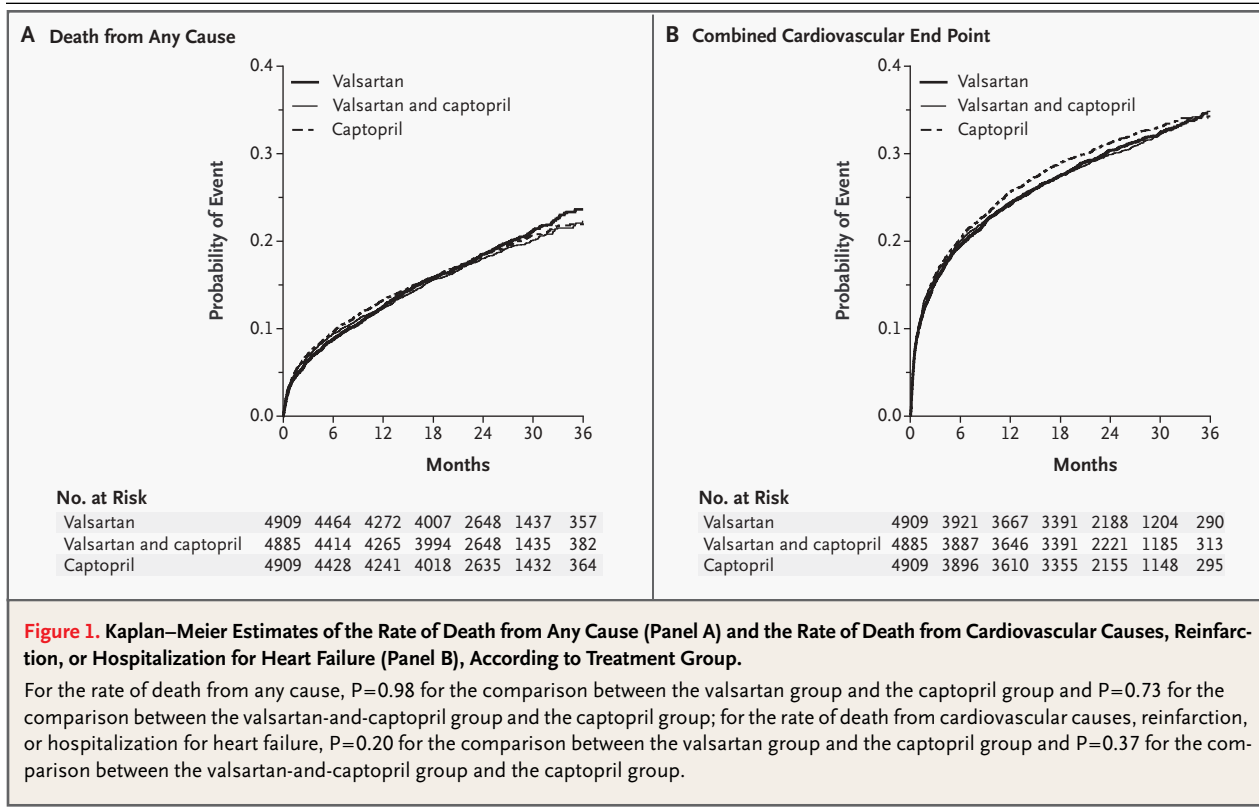 A Death from Any Cause
0.4
Valsartan
Valsartan and captopril
Captopril
0.3
0.2
0.1
0.0
Probability of Event
0 6 12 18 24 30 36
Months
No. at Risk
Valsartan 4909 4464 4272 4007 2648 1437 357
Valsartan and captopril 4885 4414 4265 3994 2648 1435 382
Captopril 4909 4428 4241 4018 2635 1432 364
B Combined Cardiovascular End Point
0.4
Valsartan
Valsartan and captopril
Captopril
0.3
0.2
0.1
0.0
Probability of Event
0 6 12 18 24 30 36
Months
No. at Risk
Valsartan 4909 3921 3667 3391 2188 1204 290
Valsartan and captopril 4885 3887 3646 3391 2221 1185 313
Captopril 4909 3896 3610 3355 2155 1148 295
Figure 1. Kaplan–Meier Estimates of the Rate of Death from Any Cause (Panel A) and the Rate of Death from Cardiovascular Causes, Reinfarc-
tion, or Hospitalization for Heart Failure (Panel B), According to Treatment Group.
For the rate of death from any cause, P=0.98 for the comparison between the valsartan group and the captopril group and P=0.73 for the
comparison between the valsartan-and-captopril group and the captopril group; for the rate of death from cardiovascular causes, reinfarction,
or hospitalization for heart failure, P=0.20 for the comparison between the valsartan group and the captopril group and P=0.37 for the com-
parison between the valsartan-and-captopril group and the captopril group.